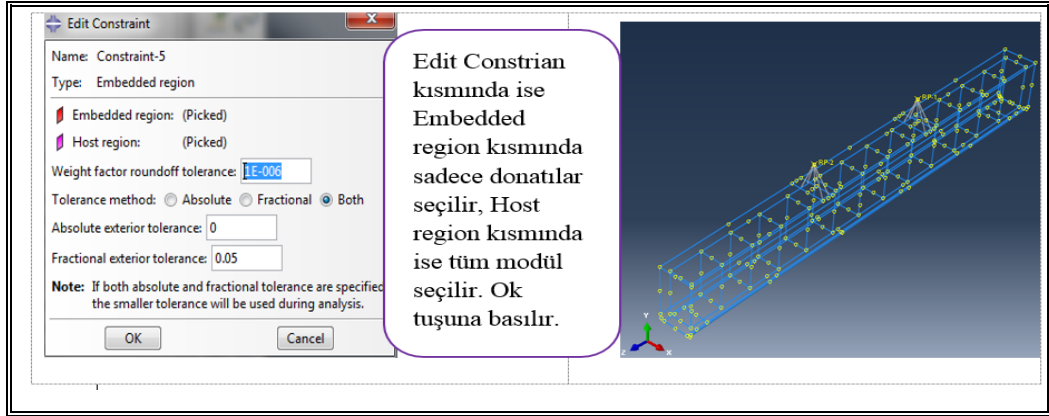 Edit Constraint
X
Name: Constraint-5
Type: Embedded region
Embedded region: (Picked)
Host region: (Picked)
Weight factor roundoff tolerance: 1E-006
Tolerance method: Absolute Fractional Both
Absolute exterior tolerance: 0
Fractional exterior tolerance: 0.05
Note: If both absolute and fractional tolerance are specified
the smaller tolerance will be used during analysis.
OK Cancel
Edit Constrian
kısmında ise
Embedded
region kısmında
sadece donatılar
seçilir, Host
region kısmında
ise tüm modül
seçilir. Ok
tuşuna basılır.
RP-1
RP-2
Y
Z X